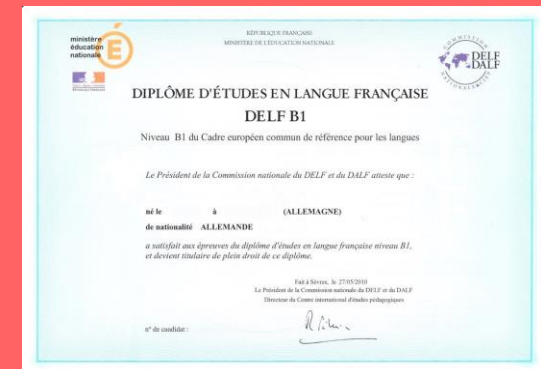 ministère
éducation
nationale
RÉPUBLIQUE FRANÇAISE
MINISTÈRE DE L'ÉDUCATION NATIONALE
COMMISSION
DELF
DALF
NATIONALE
DIPLÔME D'ÉTUDES EN LANGUE FRANÇAISE
DELF B1
Niveau B1 du Cadre européen commun de référence pour les langues
Le Président de la Commission nationale du DELF et du DALF atteste que :
né le à (ALLEMAGNE)
de nationalité ALLEMANDE
a satisfait aux épreuves du diplôme d'études en langue française niveau B1,
et devient titulaire de plein droit de ce diplôme.
Fait à Sèvres, le 27/05/2010
Le Président de la Commission nationale du DELF et du DALF
Directeur du Centre international d'études pédagogiques
n° de candidat :